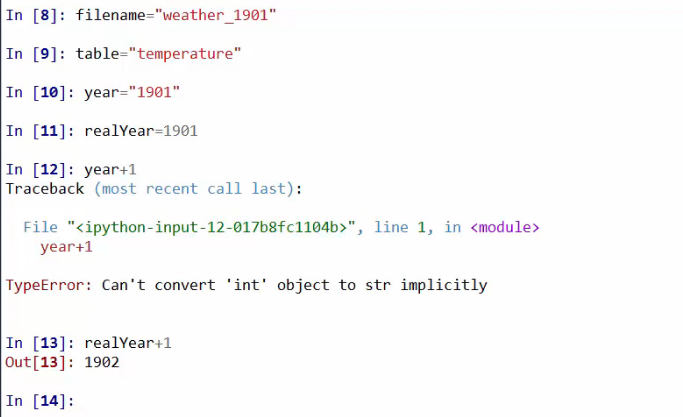 In [8]: filename="weather_1901"
In [9]: table="temperature"
In [10]: year="1901"
In [11]: realYear=1901
In [12]: year+1
Traceback (most recent call last):
File "<ipython-input-12-017b8fc1104b>", line 1, in <module>
year+1
TypeError: Can't convert 'int' object to str implicitly
In [13]: realYear+1
Out[13]: 1902
In [14]: